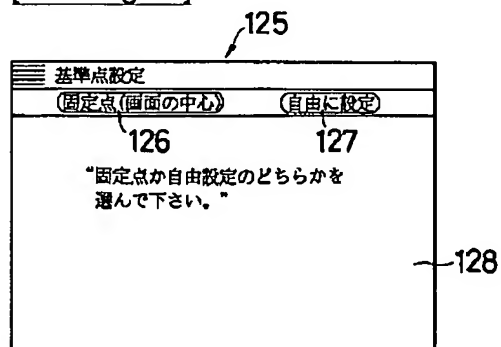 125
基準点設定
(固定点(画面の中心)) (自由に設定)
126 127
"固定点か自由設定のどちらかを
選んで下さい。"
128